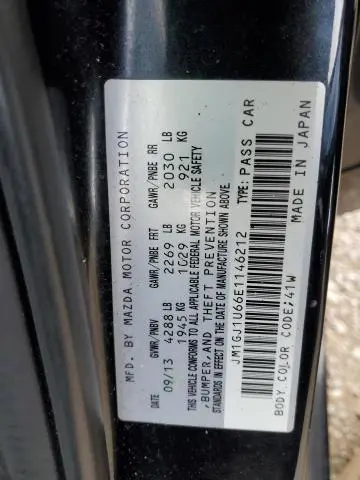 MFD. BY MAZDA MOTOR CORPORATION
DATE GVWR/PNBV GAWR/PNBE FRT GAWR/PNBE RR
09/13 4288 LB 2269 LB 2030 LB
1945 KG 1029 KG 921 KG
THIS VEHICLE CONFORMS TO ALL APPLICABLE FEDERAL MOTOR VEHICLE SAFETY
,BUMPER,AND THEFT PREVENTION
STANDARDS IN EFFECT ON THE DATE OF MANUFACTURE SHOWN ABOVE.
JM1GJ1U66E1146212 TYPE: PASS CAR
MADE IN JAPAN
BODY COLOR CODE:41W